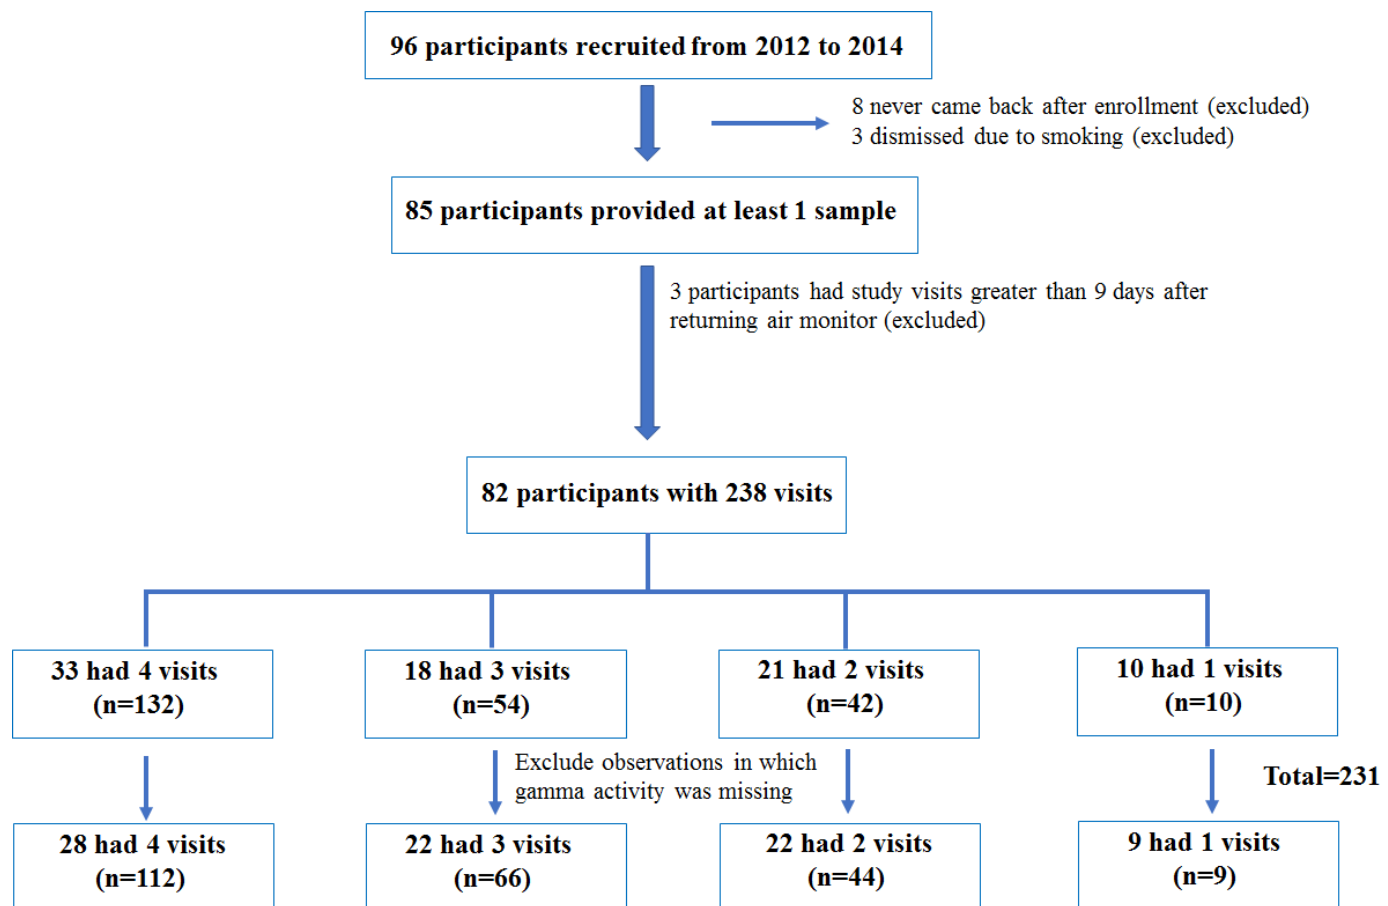 96 participants recruited from 2012 to 2014
8 never came back after enrollment (excluded)
3 dismissed due to smoking (excluded)
85 participants provided at least 1 sample
3 participants had study visits greater than 9 days after
returning air monitor (excluded)
82 participants with 238 visits
33 had 4 visits
(n=132)
18 had 3 visits
(n=54)
21 had 2 visits
(n=42)
10 had 1 visits
(n=10)
Exclude observations in which
gamma activity was missing
Total=231
28 had 4 visits
(n=112)
22 had 3 visits
(n=66)
22 had 2 visits
(n=44)
9 had 1 visits
(n=9)